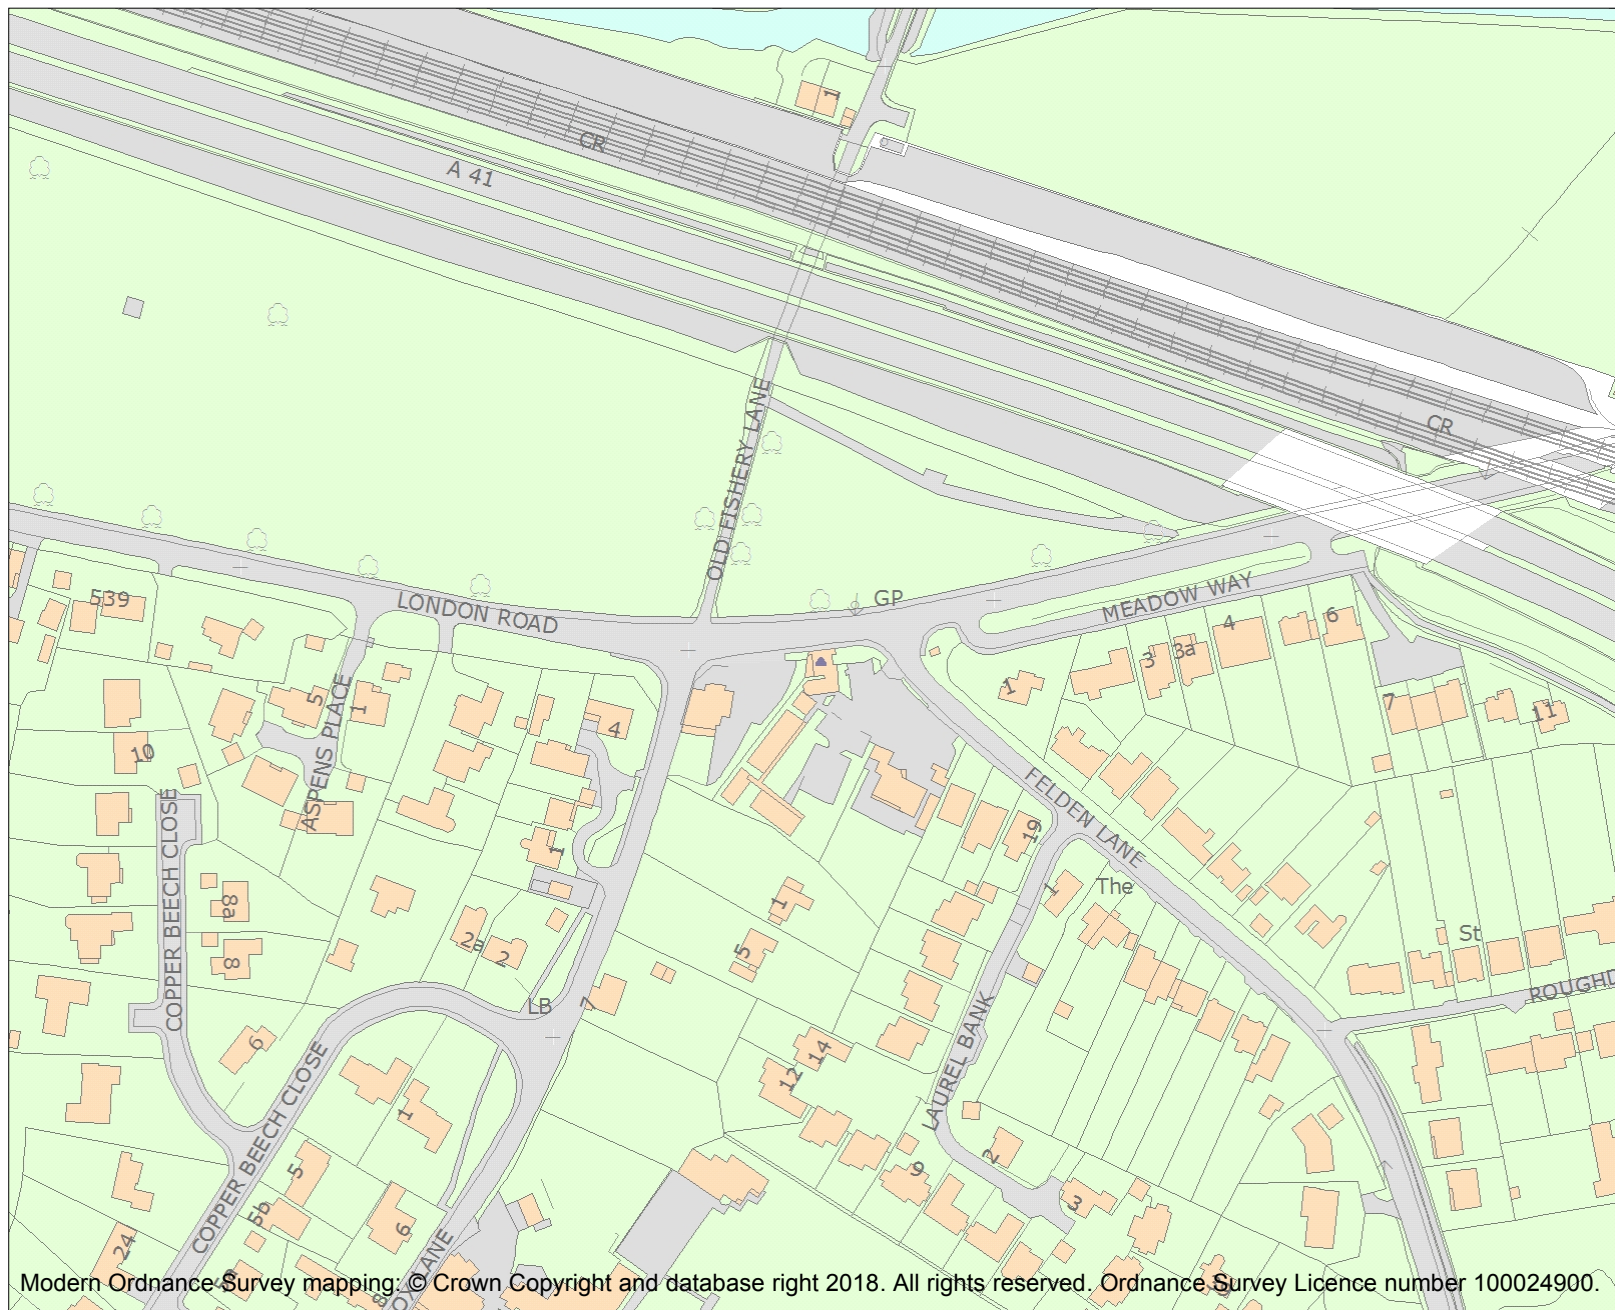 1
CR
A 41
CR
OLD FISHERY LANE
GP
LONDON ROAD
MEADOW WAY
539
6
4
3a
3
1
5
1
ASPENS PLACE
4
7
11
10
COPPER BEECH CLOSE
FELDEN LANE
19
1
1
The
1
8a
5
2a
2
St
8
LB
7
ROUGHD
LAUREL BANK
6
14
12
COPPER BEECH CLOSE
1
2
9
5
3
5b
6
24
Modern Ordnance Survey mapping: © Crown Copyright and database right 2018. All rights reserved. Ordnance Survey Licence number 100024900.